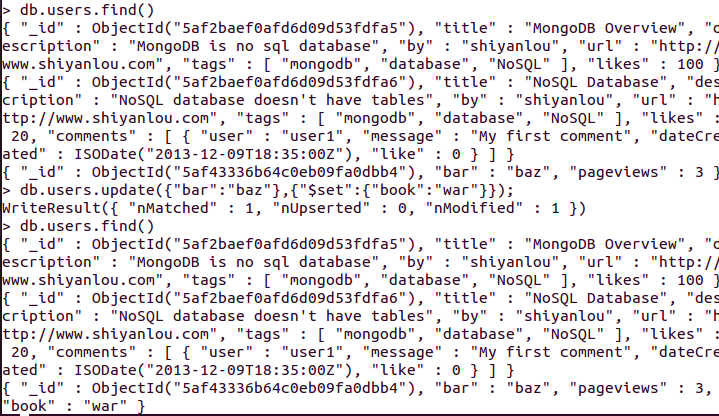 > db.users.find()
{ "_id" : ObjectId("5af2baef0afd6d09d53fdfa5"), "title" : "MongoDB Overview", "d
escription" : "MongoDB is no sql database", "by" : "shiyanlou", "url" : "http://
www.shiyanlou.com", "tags" : [ "mongodb", "database", "NoSQL" ], "likes" : 100 }
{ "_id" : ObjectId("5af2baef0afd6d09d53fdfa6"), "title" : "NoSQL Database", "des
cription" : "NoSQL database doesn't have tables", "by" : "shiyanlou", "url" : "h
ttp://www.shiyanlou.com", "tags" : [ "mongodb", "database", "NoSQL" ], "likes" :
20, "comments" : [ { "user" : "user1", "message" : "My first comment", "dateCre
ated" : ISODate("2013-12-09T18:35:00Z"), "like" : 0 } ] }
{ "_id" : ObjectId("5af43336b64c0eb09fa0dbb4"), "bar" : "baz", "pageviews" : 3 }
> db.users.update({"bar":"baz"},{"$set":{"book":"war"}});
WriteResult({ "nMatched" : 1, "nUpserted" : 0, "nModified" : 1 })
> db.users.find()
{ "_id" : ObjectId("5af2baef0afd6d09d53fdfa5"), "title" : "MongoDB Overview", "d
escription" : "MongoDB is no sql database", "by" : "shiyanlou", "url" : "http://
www.shiyanlou.com", "tags" : [ "mongodb", "database", "NoSQL" ], "likes" : 100 }
{ "_id" : ObjectId("5af2baef0afd6d09d53fdfa6"), "title" : "NoSQL Database", "des
cription" : "NoSQL database doesn't have tables", "by" : "shiyanlou", "url" : "h
ttp://www.shiyanlou.com", "tags" : [ "mongodb", "database", "NoSQL" ], "likes" :
20, "comments" : [ { "user" : "user1", "message" : "My first comment", "dateCre
ated" : ISODate("2013-12-09T18:35:00Z"), "like" : 0 } ] }
{ "_id" : ObjectId("5af43336b64c0eb09fa0dbb4"), "bar" : "baz", "pageviews" : 3,
"book" : "war" }